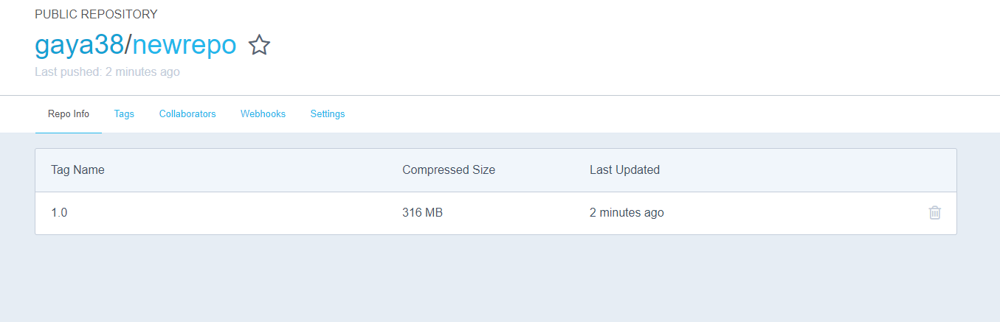 PUBLIC REPOSITORY
gaya38/newrepo
Last pushed: 2 minutes ago
Repo Info Tags Collaborators Webhooks Settings
Tag Name Compressed Size Last Updated
1.0 316 MB 2 minutes ago